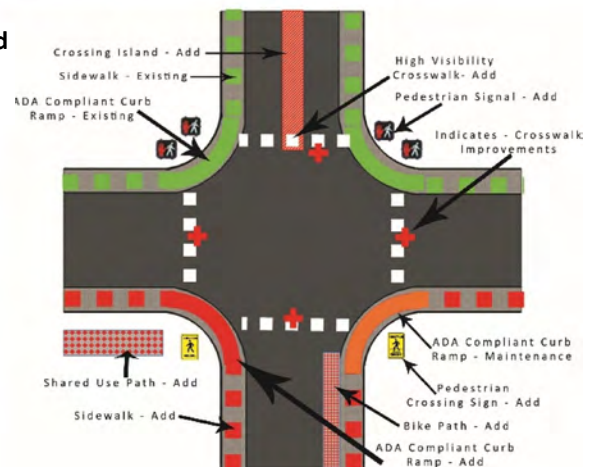 d
Crossing Island - Add
Sidewalk - Existing
ADA Compliant Curb
Ramp - Existing
High Visibility
Crosswalk- Add
Pedestrian Signal - Add
Indicates - Crosswalk
Improvements
Shared Use Path - Add
Sidewalk - Add
ADA Compliant Curb
Ramp - Maintenance
Pedestrian
Crossing Sign - Add
Bike Path - Add
ADA Compliant Curb
Ramp - Add